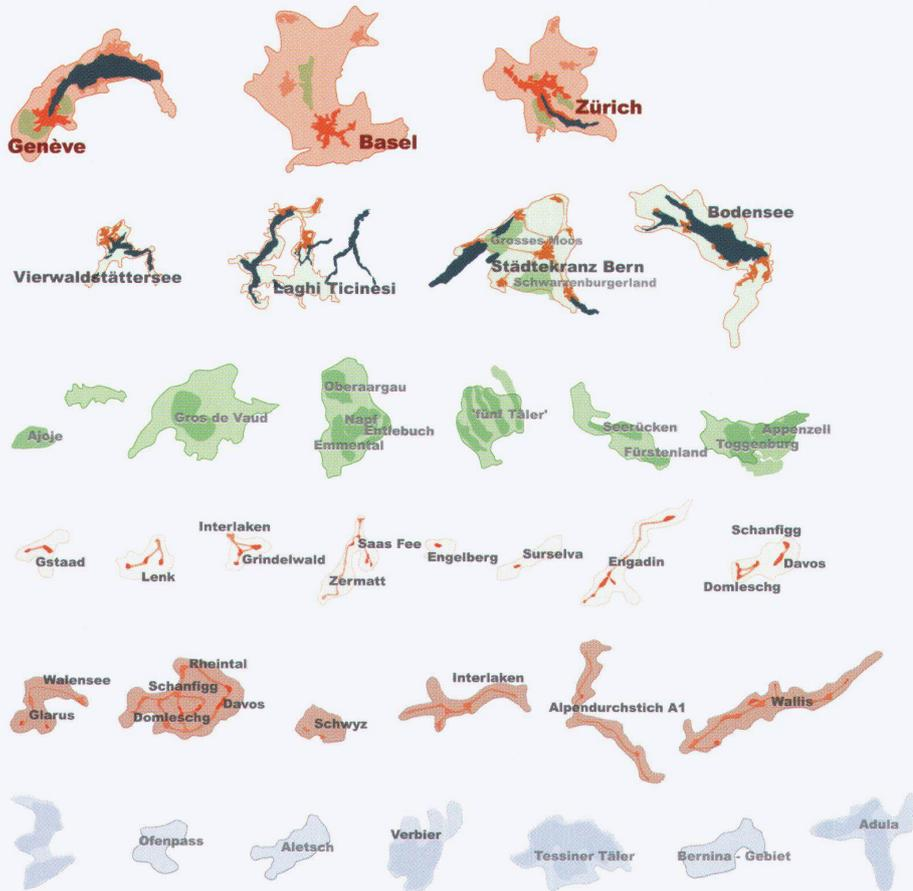 Genève
Basel
Zürich
Vierwaldstättersee
Laghi Ticinesi
Grosses Moos
Städtekranz Bern
Schwarzenburgerland
Bodensee
Ajoje
Gros de Vaud
Oberaargau
Napf
Entlebuch
Emmental
'fünf Täler'
Seerücken
Fürstenland
Appenzell
Toggenburg
Gstaad
Lenk
Interlaken
Grindelwald
Saas Fee
Zermatt
Engelberg
Surselva
Engadin
Schanfigg
Davos
Domleschg
Walensee
Glarus
Rheintal
Schanfigg
Davos
Domleschg
Schwyz
Interlaken
Alpendurchstich A1
Wallis
Ofenpass
Aletsch
Verbier
Tessiner Täler
Bernina - Gebiet
Adula